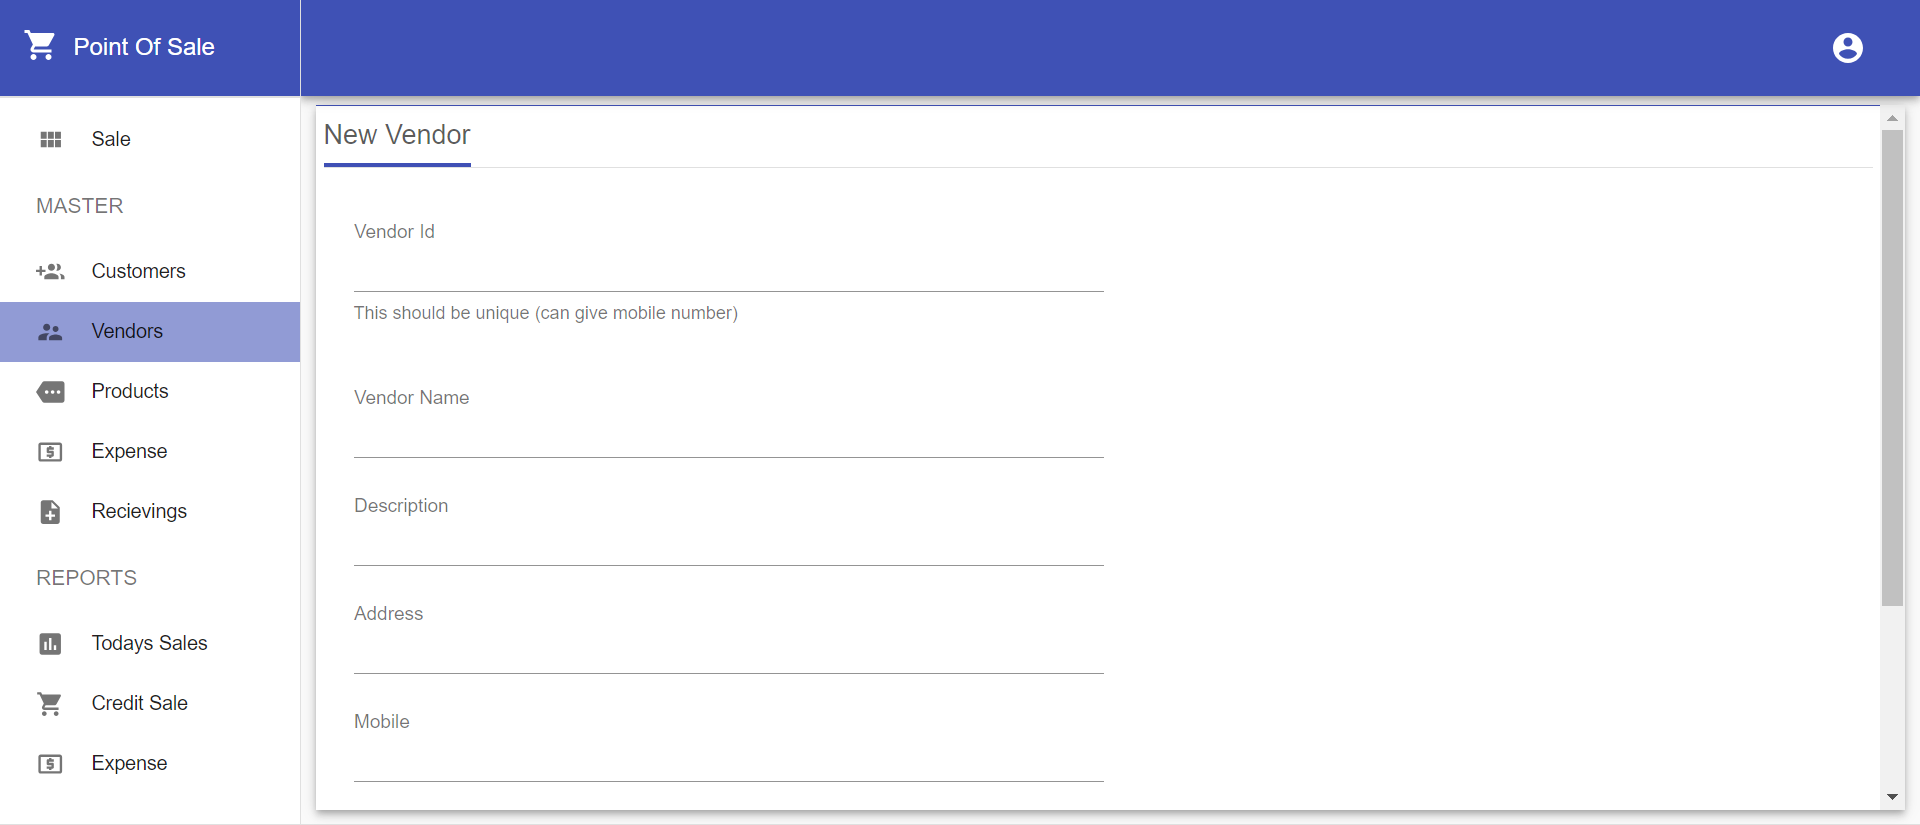 Point Of Sale
Sale
MASTER
Customers
Vendors
Products
Expense
Recievings
REPORTS
Todays Sales
Credit Sale
Expense
New Vendor
Vendor Id
This should be unique (can give mobile number)
Vendor Name
Description
Address
Mobile